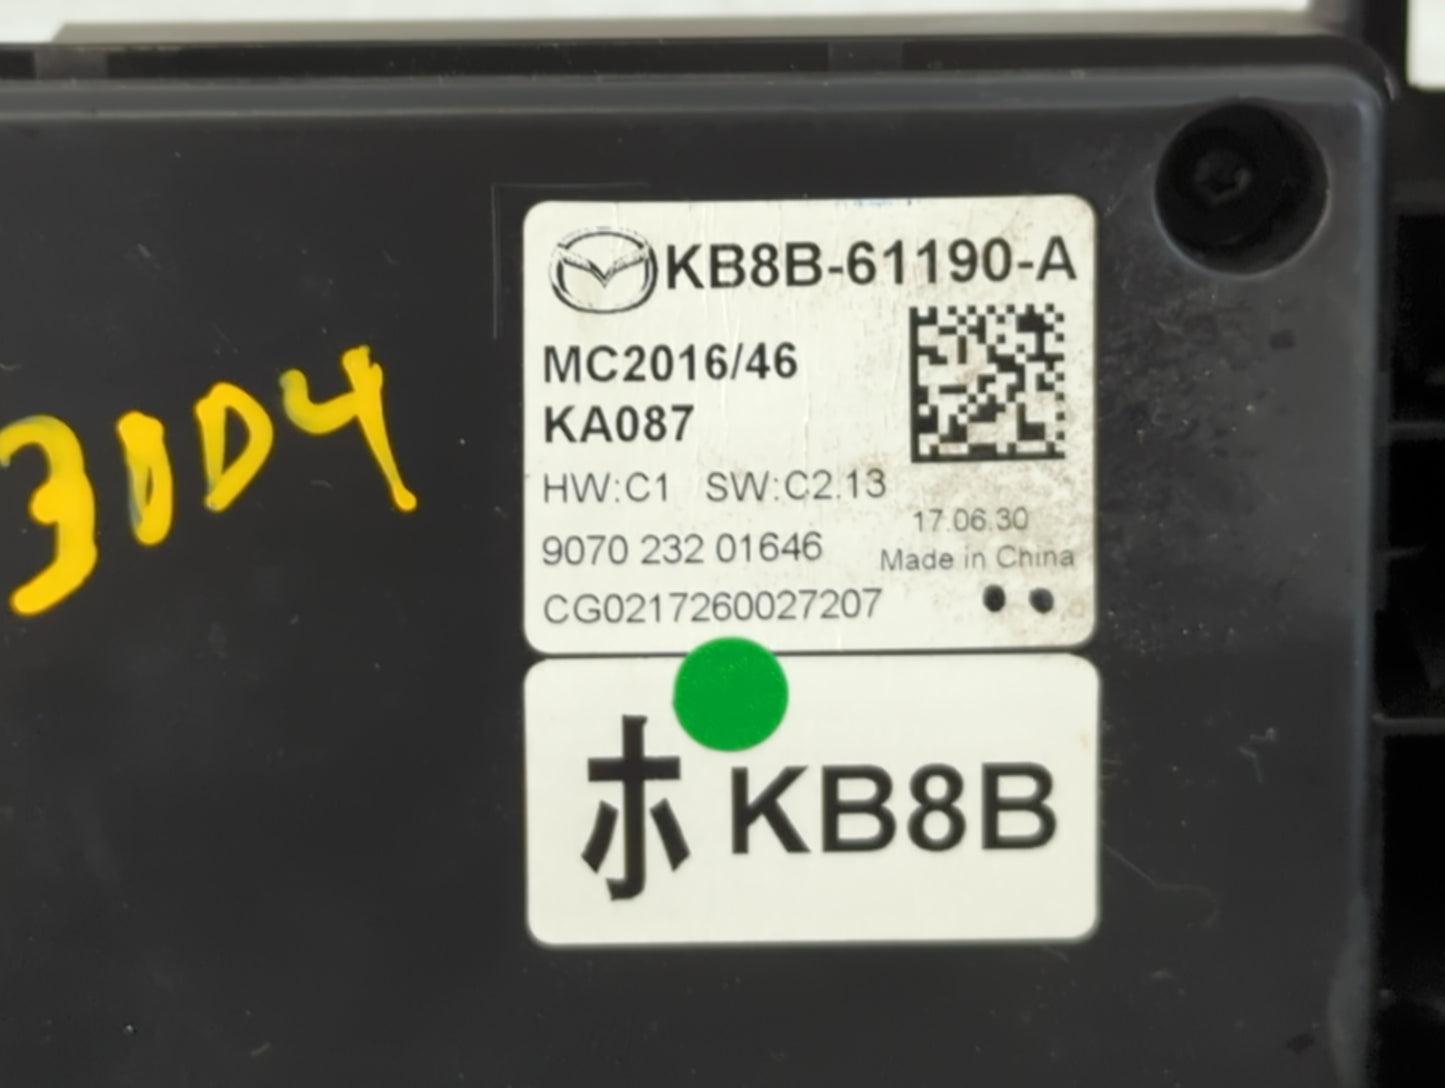 KB8B-61190-A
MC2016/46
KA087
HW:C1 SW:C2.13
17.06.30
9070 232 01646
Made in China
CG0217260027207
ホ KB8B
3004